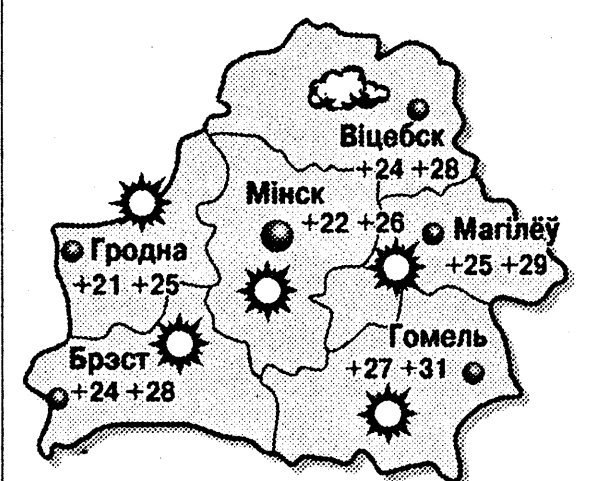 Віцебск
+24 +28
Мінск
+22 +26
Магілёў
+25 +29
Гродна
+21 +25
Гомель
+27 +31
Брэст
+24 +28